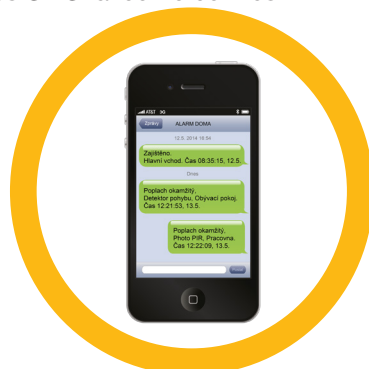 AT&T 3G
Zprávy
ALARM DOMA
12.5. 2014 16:54
Zajištěno,
Hlavní vchod. Čas 08:35:15, 12.5.
Dnes
Poplach okamžitý,
Detektor pohybu, Obývací pokoj.
Čas 12:21:53, 13.5.
Poplach okamžitý,
Photo PIR, Pracovna.
Čas 12:22:09, 13.5.